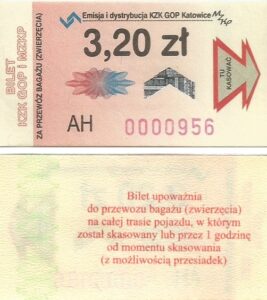 Emisja i dystrybucja KZK GOP Katowice
3,20 zł
BILET
KZK GOP i MZKP
ZA PRZEWÓZ BAGAŻU (ZWIERZĘCIA)
TU
KASOWAĆ
AH 0000956
Bilet upoważnia
do przewozu bagażu (zwierzęcia)
na całej trasie pojazdu, w którym
został skasowany lub przez 1 godzinę
od momentu skasowania
(z możliwością przesiadek)